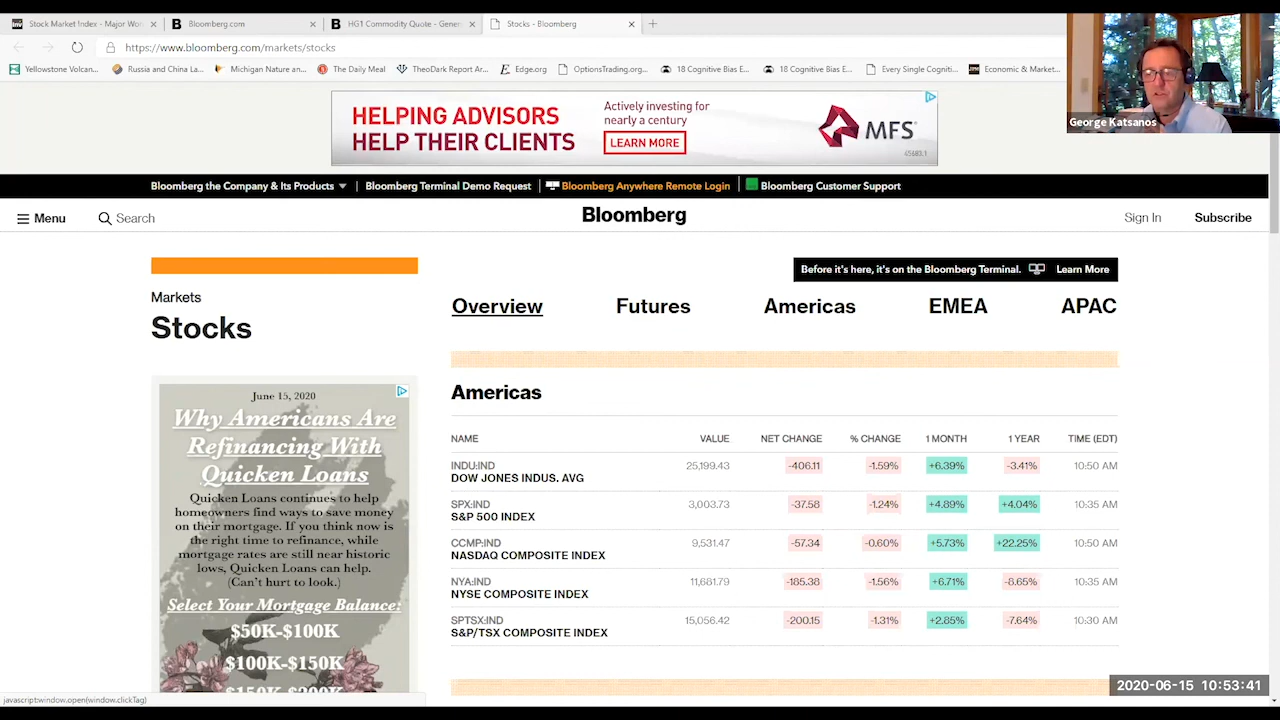 Stock Market Index - Major Wor
Bloomberg.com
HG1 Commodity Quote - Gener
Stocks - Bloomberg
https://www.bloomberg.com/markets/stocks
Yellowstone Volcan...
Russia and China La...
Michigan Nature an...
The Daily Meal
TheoDark Report Ar...
Edge.org
OptionsTrading.org...
18 Cognitive Bias E...
18 Cognitive Bias E...
Every Single Cogniti...
Economic & Market...
George Katsanos
HELPING ADVISORS
HELP THEIR CLIENTS
Actively investing for
nearly a century
LEARN MORE
MFS
45683.1
Bloomberg the Company & Its Products
Bloomberg Terminal Demo Request
Bloomberg Anywhere Remote Login
Bloomberg Customer Support
Menu
Search
Bloomberg
Sign In
Subscribe
Before it's here, it's on the Bloomberg Terminal.
Learn More
Markets
Stocks
Overview
Futures
Americas
EMEA
APAC
June 15, 2020
Why Americans Are
Refinancing With
Quicken Loans
Quicken Loans continues to help
homeowners find ways to save money
on their mortgage. If you think now is
the right time to refinance, while
mortgage rates are still near historic
lows, Quicken Loans can help.
(Can't hurt to look.)
Select Your Mortgage Balance:
$50K-$100K
$100K-$150K
$150K-$200K
Americas
NAME VALUE NET CHANGE % CHANGE 1 MONTH 1 YEAR TIME (EDT)
INDU:IND 25,199.43 -406.11 -1.59% +6.39% -3.41% 10:50 AM
DOW JONES INDUS. AVG
SPX:IND 3,003.73 -37.58 -1.24% +4.89% +4.04% 10:35 AM
S&P 500 INDEX
CCMP:IND 9,531.47 -57.34 -0.60% +5.73% +22.25% 10:50 AM
NASDAQ COMPOSITE INDEX
NYA:IND 11,681.79 -185.38 -1.56% +6.71% -8.65% 10:35 AM
NYSE COMPOSITE INDEX
SPTSX:IND 15,056.42 -200.15 -1.31% +2.85% -7.64% 10:30 AM
S&P/TSX COMPOSITE INDEX
javascript:window.open(window.clickTag)
2020-06-15 10:53:41